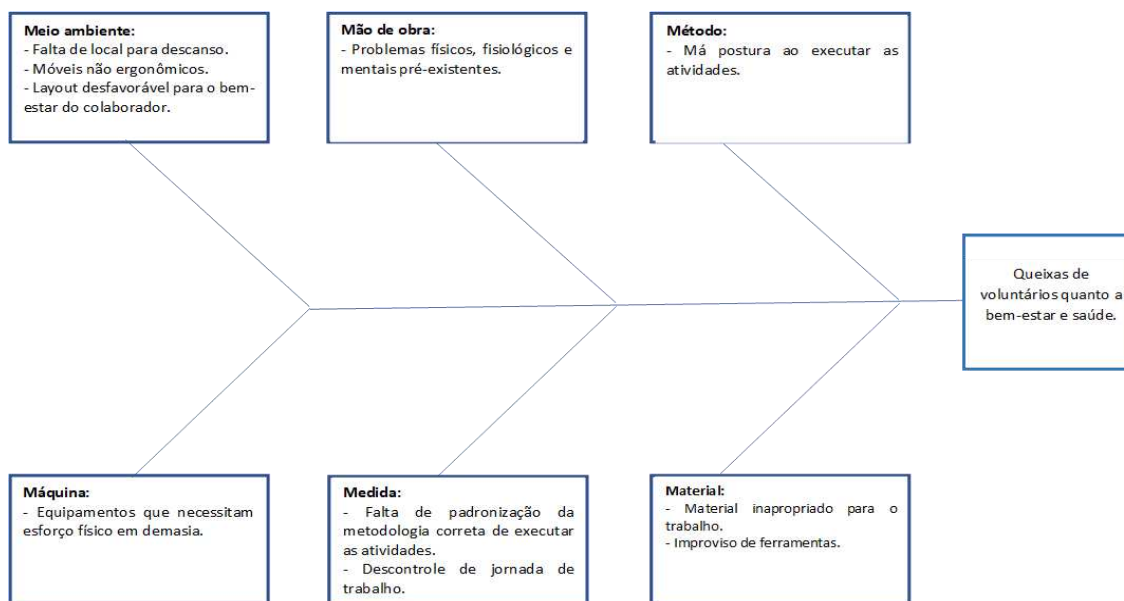 Meio ambiente:
- Falta de local para descanso.
- Móveis não ergonômicos.
- Layout desfavorável para o bem-
estar do colaborador.
Mão de obra:
- Problemas físicos, fisiológicos e
mentais pré-existentes.
Método:
- Má postura ao executar as
atividades.
Queixas de
voluntários quanto a
bem-estar e saúde.
Máquina:
- Equipamentos que necessitam
esforço físico em demasia.
Medida:
- Falta de padronização da
metodologia correta de executar
as atividades.
- Descontrole de jornada de
trabalho.
Material:
- Material inapropriado para o
trabalho.
- Improviso de ferramentas.